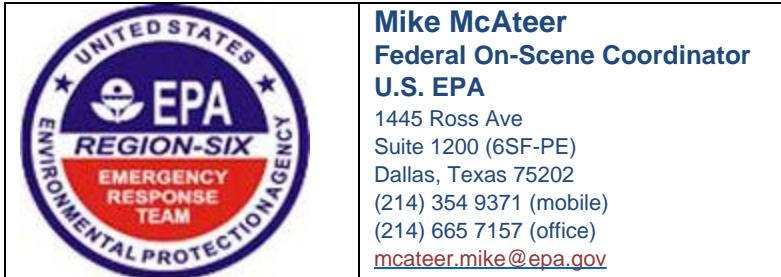 UNITED STATES
ENVIRONMENTAL PROTECTION AGENCY
EPA
REGION-SIX
EMERGENCY
RESPONSE
TEAM
Mike McAteer
Federal On-Scene Coordinator
U.S. EPA
1445 Ross Ave
Suite 1200 (6SF-PE)
Dallas, Texas 75202
(214) 354 9371 (mobile)
(214) 665 7157 (office)
mcateer.mike@epa.gov